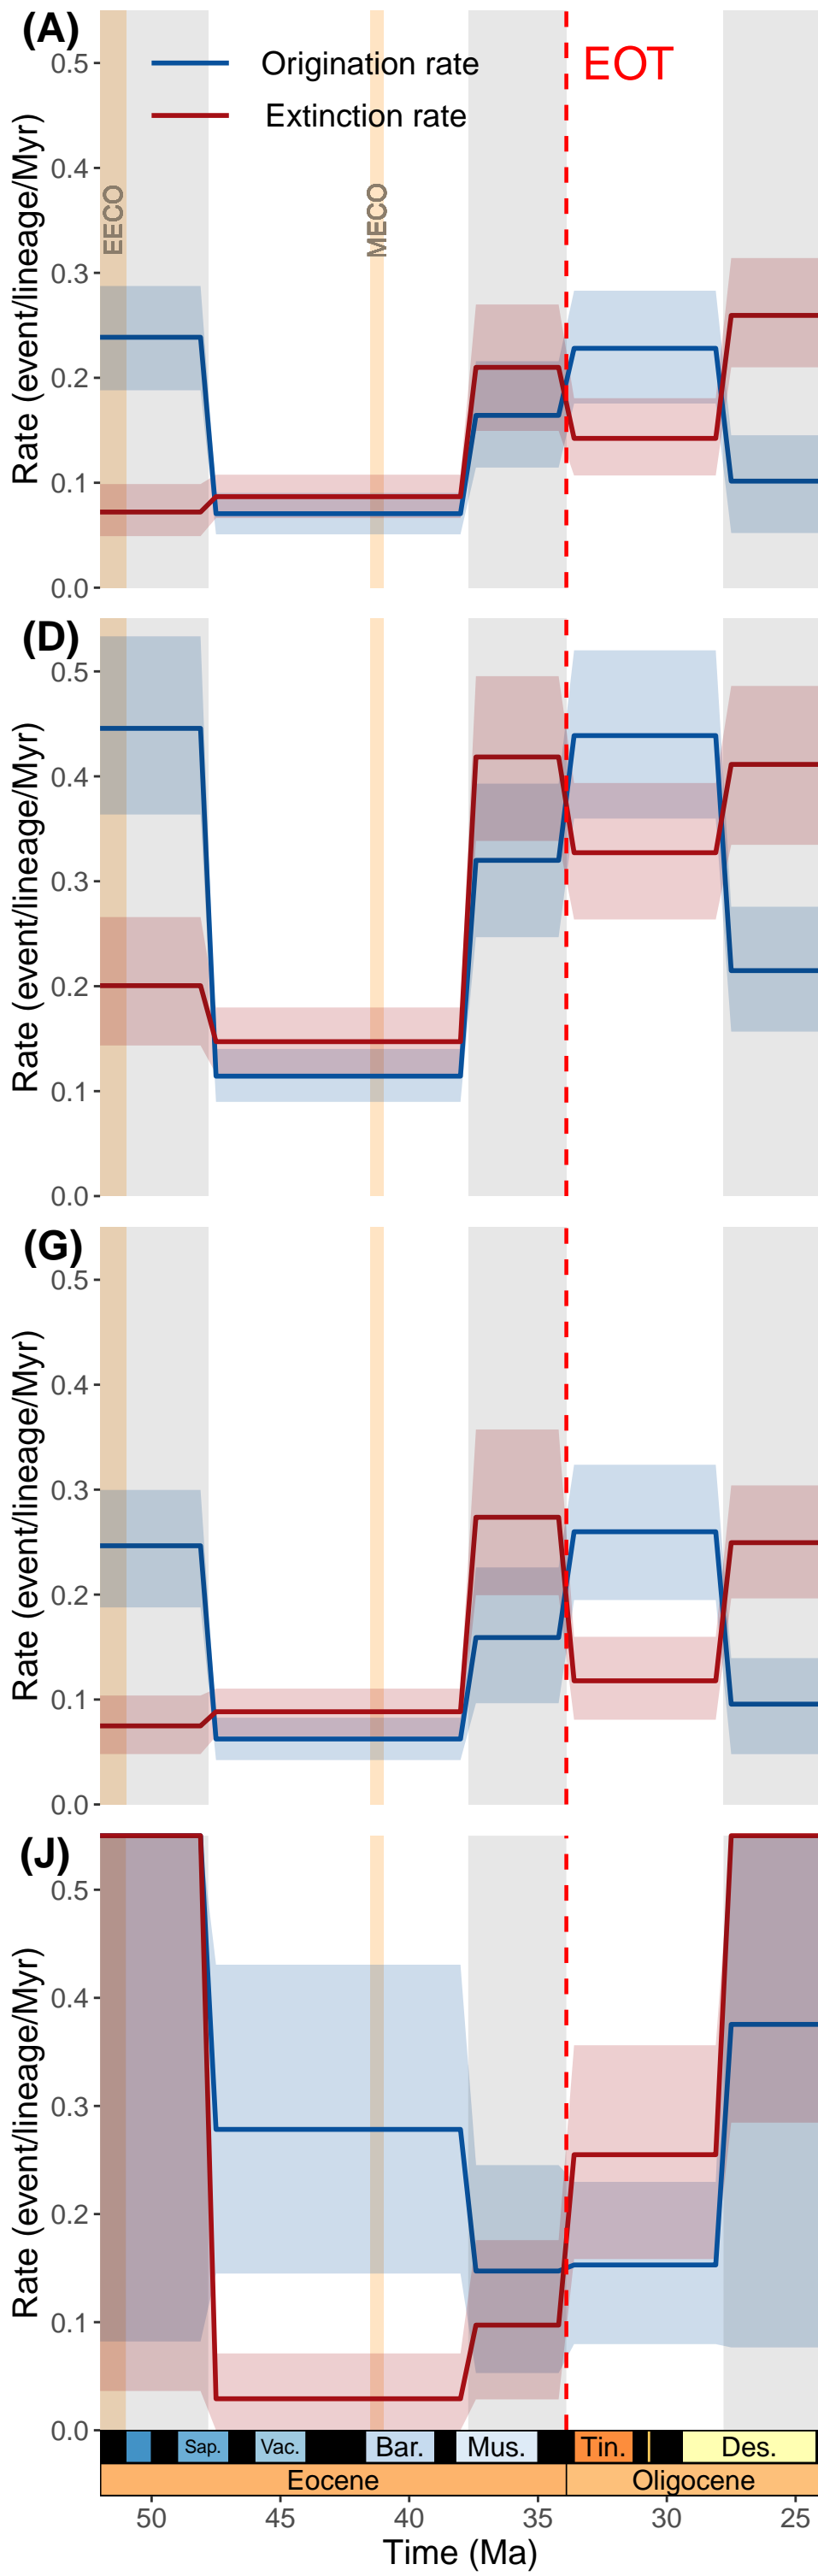 (A)
Origination rate
Extinction rate
EOT
EECO
MECO
Rate (event/lineage/Myr)
0.5
0.4
0.3
0.2
0.1
0.0
(D)
Rate (event/lineage/Myr)
0.5
0.4
0.3
0.2
0.1
0.0
(G)
Rate (event/lineage/Myr)
0.5
0.4
0.3
0.2
0.1
0.0
(J)
Rate (event/lineage/Myr)
0.5
0.4
0.3
0.2
0.1
0.0
Sap. Vac. Bar. Mus. Tin. Des.
Eocene Oligocene
50 45 40 35 30 25
Time (Ma)